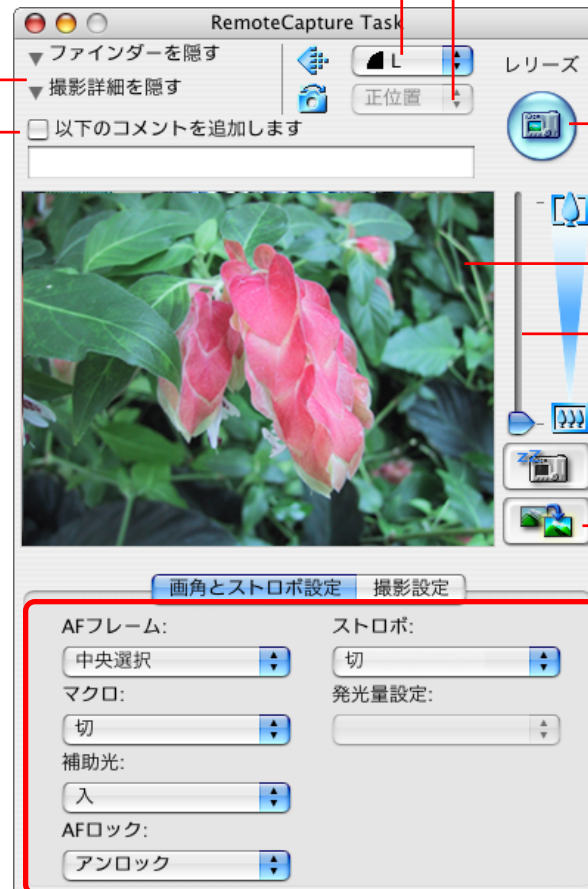 RemoteCapture Task
ファインダーを隠す
撮影詳細を隠す
L
正位置
レリーズ
以下のコメントを追加します
画角とストロボ設定
撮影設定
AFフレーム:
ストロボ:
中央選択
切
マクロ:
発光量設定:
切
補助光:
入
AFロック:
アンロック